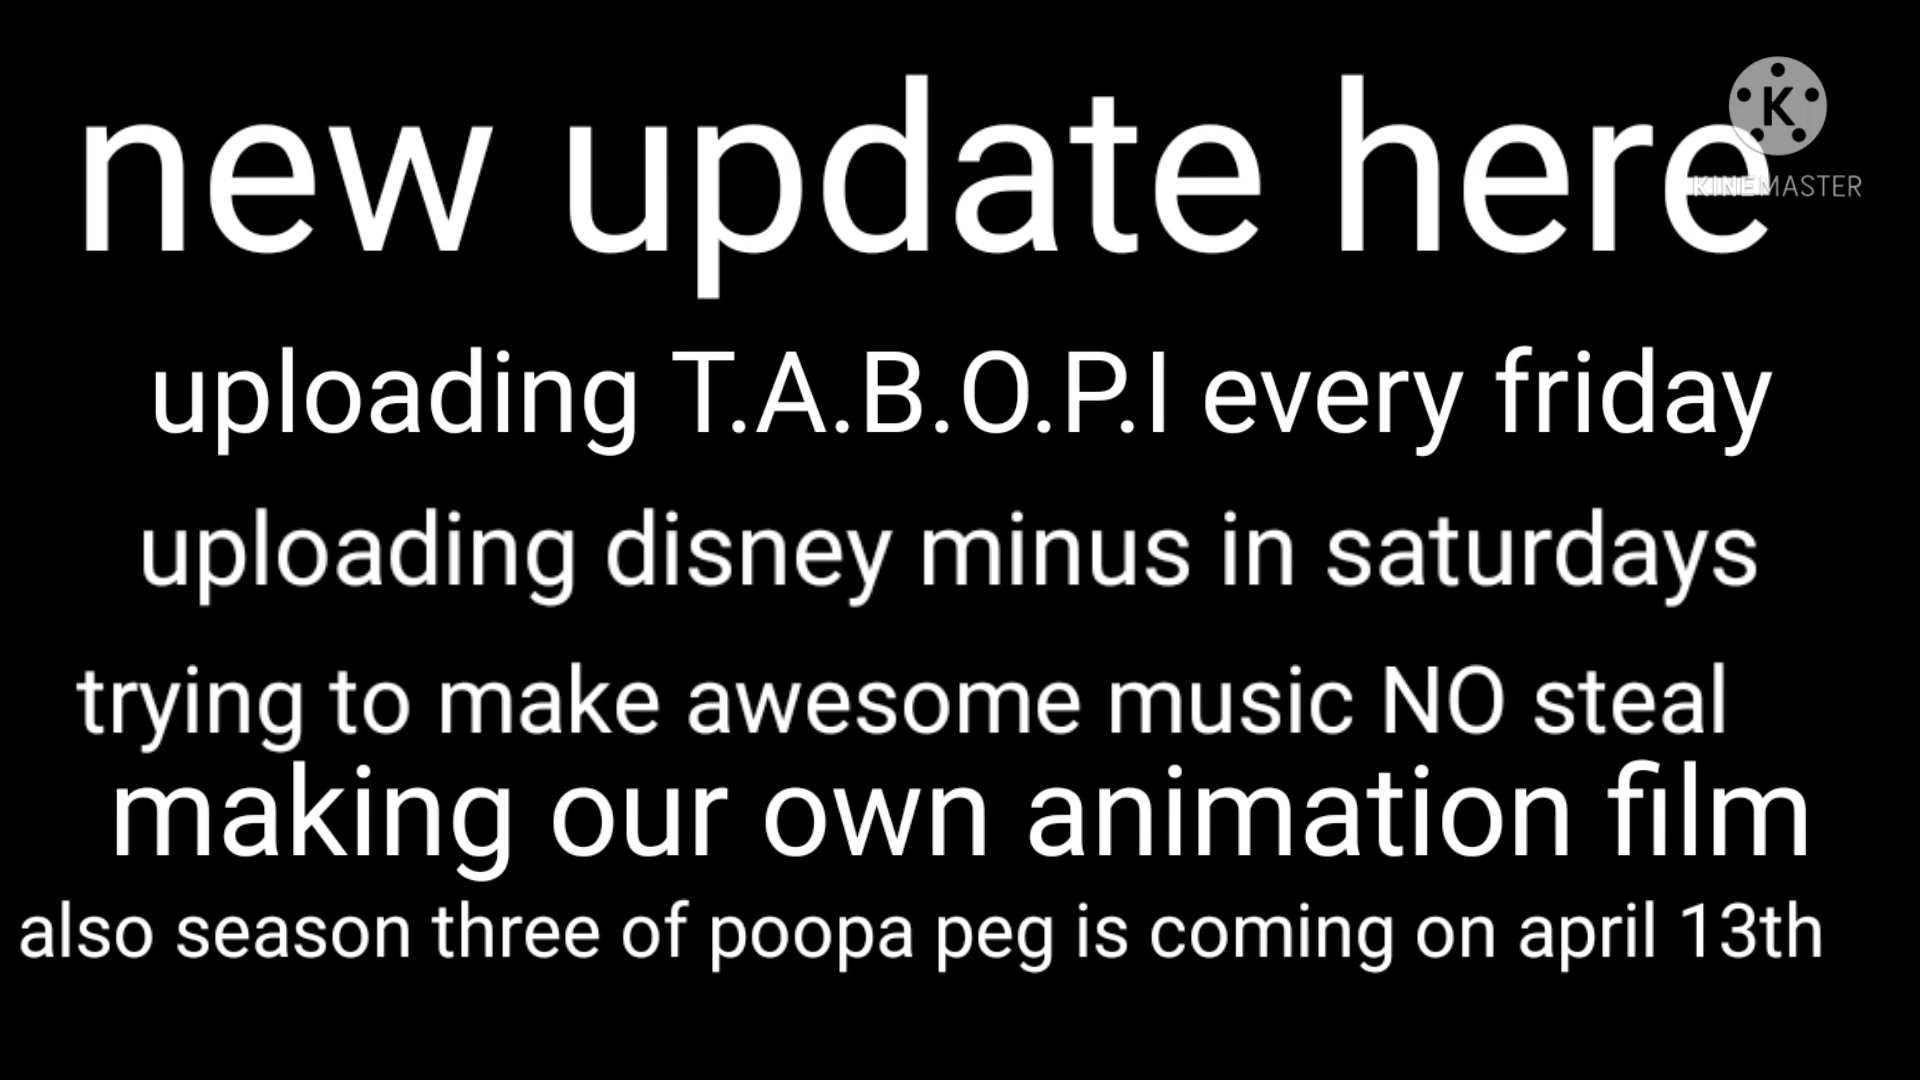 new update here
K
KINEMASTER
uploading T.A.B.O.P.I every friday
uploading disney minus in saturdays
trying to make awesome music NO steal
making our own animation film
also season three of poopa peg is coming on april 13th